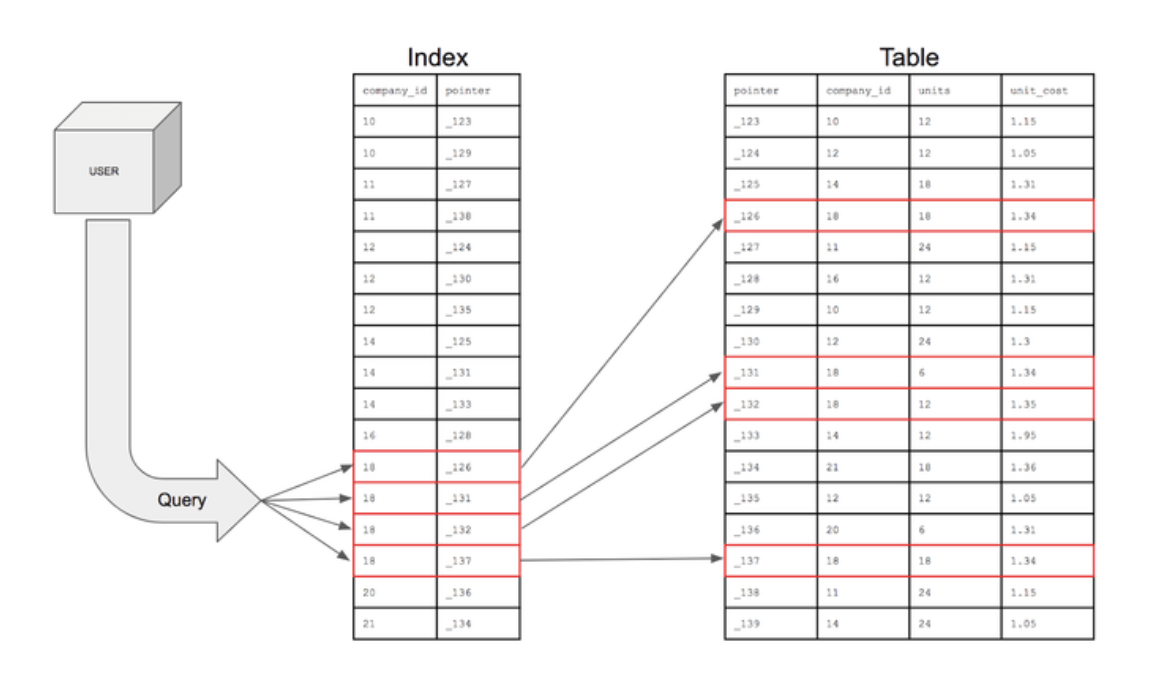 Index
Table
USER
Query
company_id pointer
10 _123
10 _129
11 _127
11 _138
12 _124
12 _130
12 _135
14 _125
14 _131
14 _133
16 _128
18 _126
18 _131
18 _132
18 _137
20 _136
21 _134
pointer company_id units unit_cost
_123 10 12 1.15
_124 12 12 1.05
_125 14 18 1.31
_126 18 18 1.34
_127 11 24 1.15
_128 16 12 1.31
_129 10 12 1.15
_130 12 24 1.3
_131 18 6 1.34
_132 18 12 1.35
_133 14 12 1.95
_134 21 18 1.36
_135 12 12 1.05
_136 20 6 1.31
_137 18 18 1.34
_138 11 24 1.15
_139 14 24 1.05